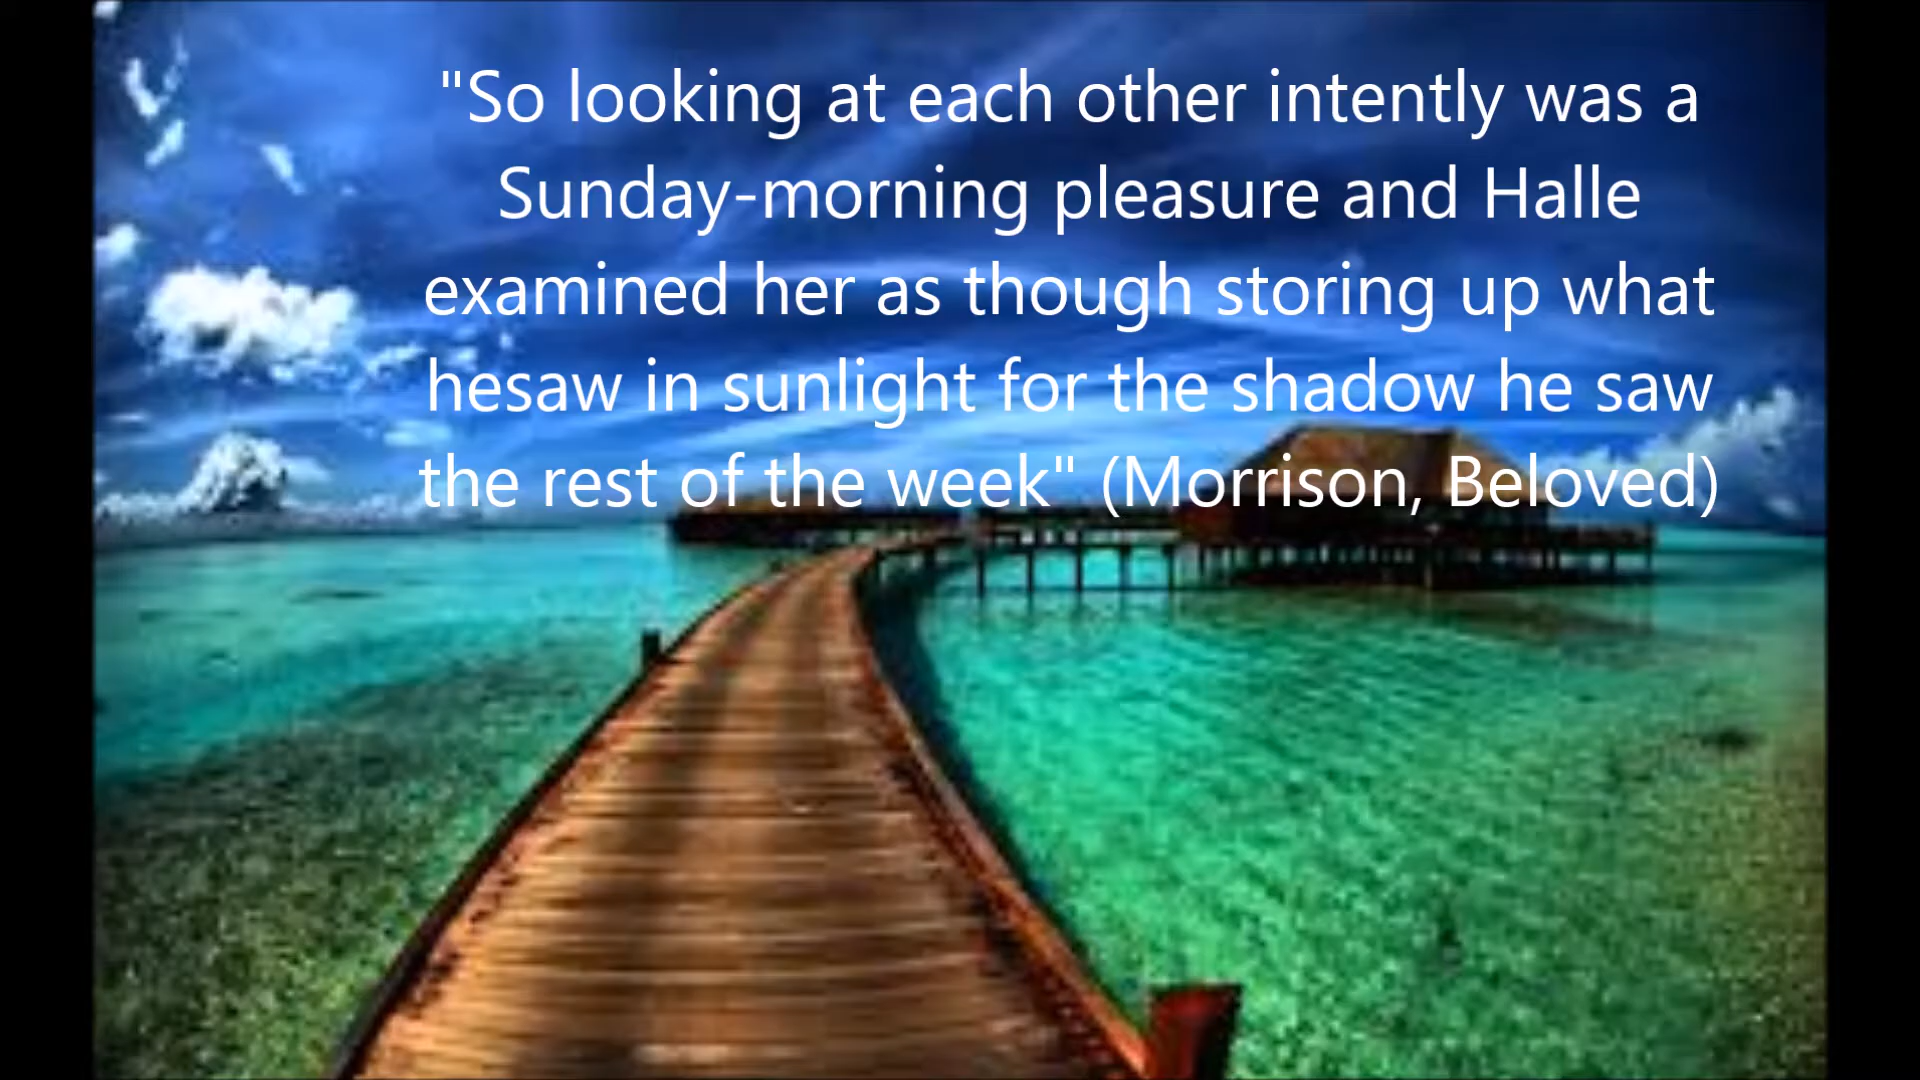 "So looking at each other intently was a
Sunday-morning pleasure and Halle
examined her as though storing up what
hesaw in sunlight for the shadow he saw
the rest of the week" (Morrison, Beloved)